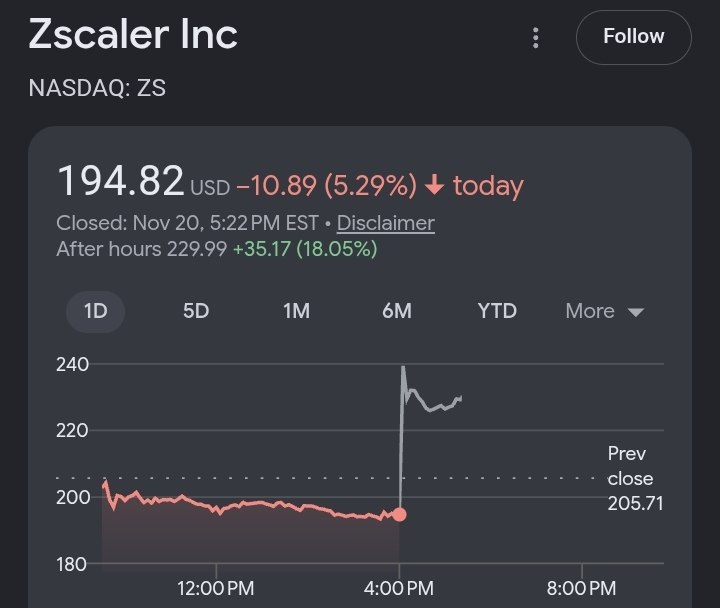 Zscaler Inc
Follow
NASDAQ: ZS
194.82 USD −10.89 (5.29%) ↓ today
Closed: Nov 20, 5:22 PM EST • Disclaimer
After hours 229.99 +35.17 (18.05%)
1D 5D 1M 6M YTD More
240
220
Prev
close
205.71
200
180
12:00 PM 4:00 PM 8:00 PM